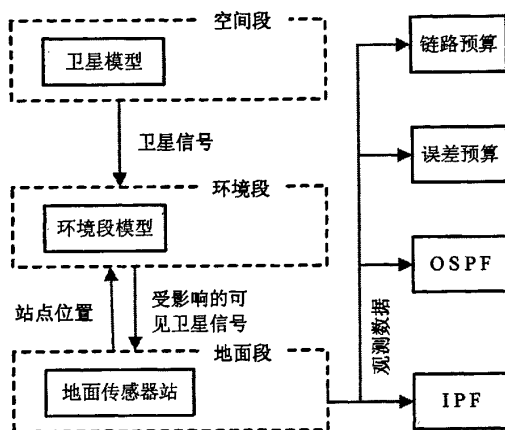 空间段
卫星模型
卫星信号
环境段
环境段模型
站点位置
受影响的可
见卫星信号
地面段
地面传感器站
观测数据
链路预算
误差预算
OSPF
IPF